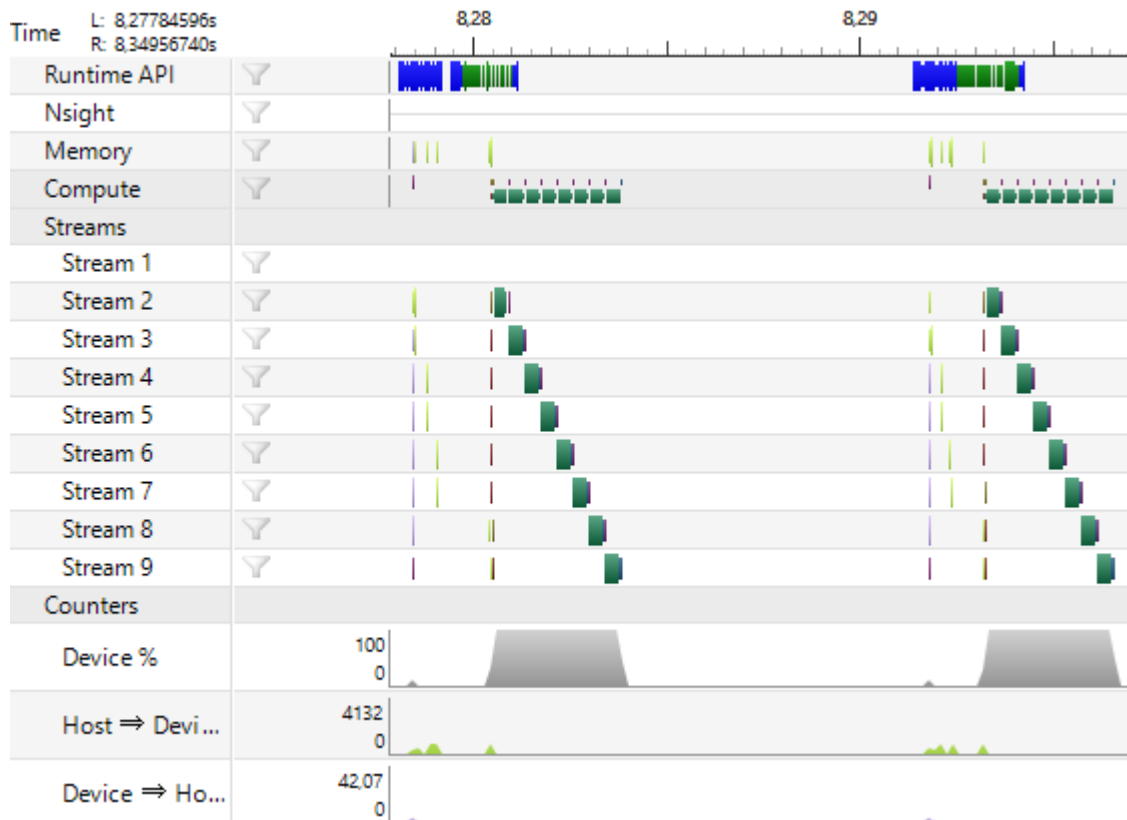 Time
L: 8,27784596s
R: 8,34956740s
8,28
8,29
Runtime API
Nsight
Memory
Compute
Streams
Stream 1
Stream 2
Stream 3
Stream 4
Stream 5
Stream 6
Stream 7
Stream 8
Stream 9
Counters
Device %
100
0
Host ⇒ Devi...
4132
0
Device ⇒ Ho...
42,07
0